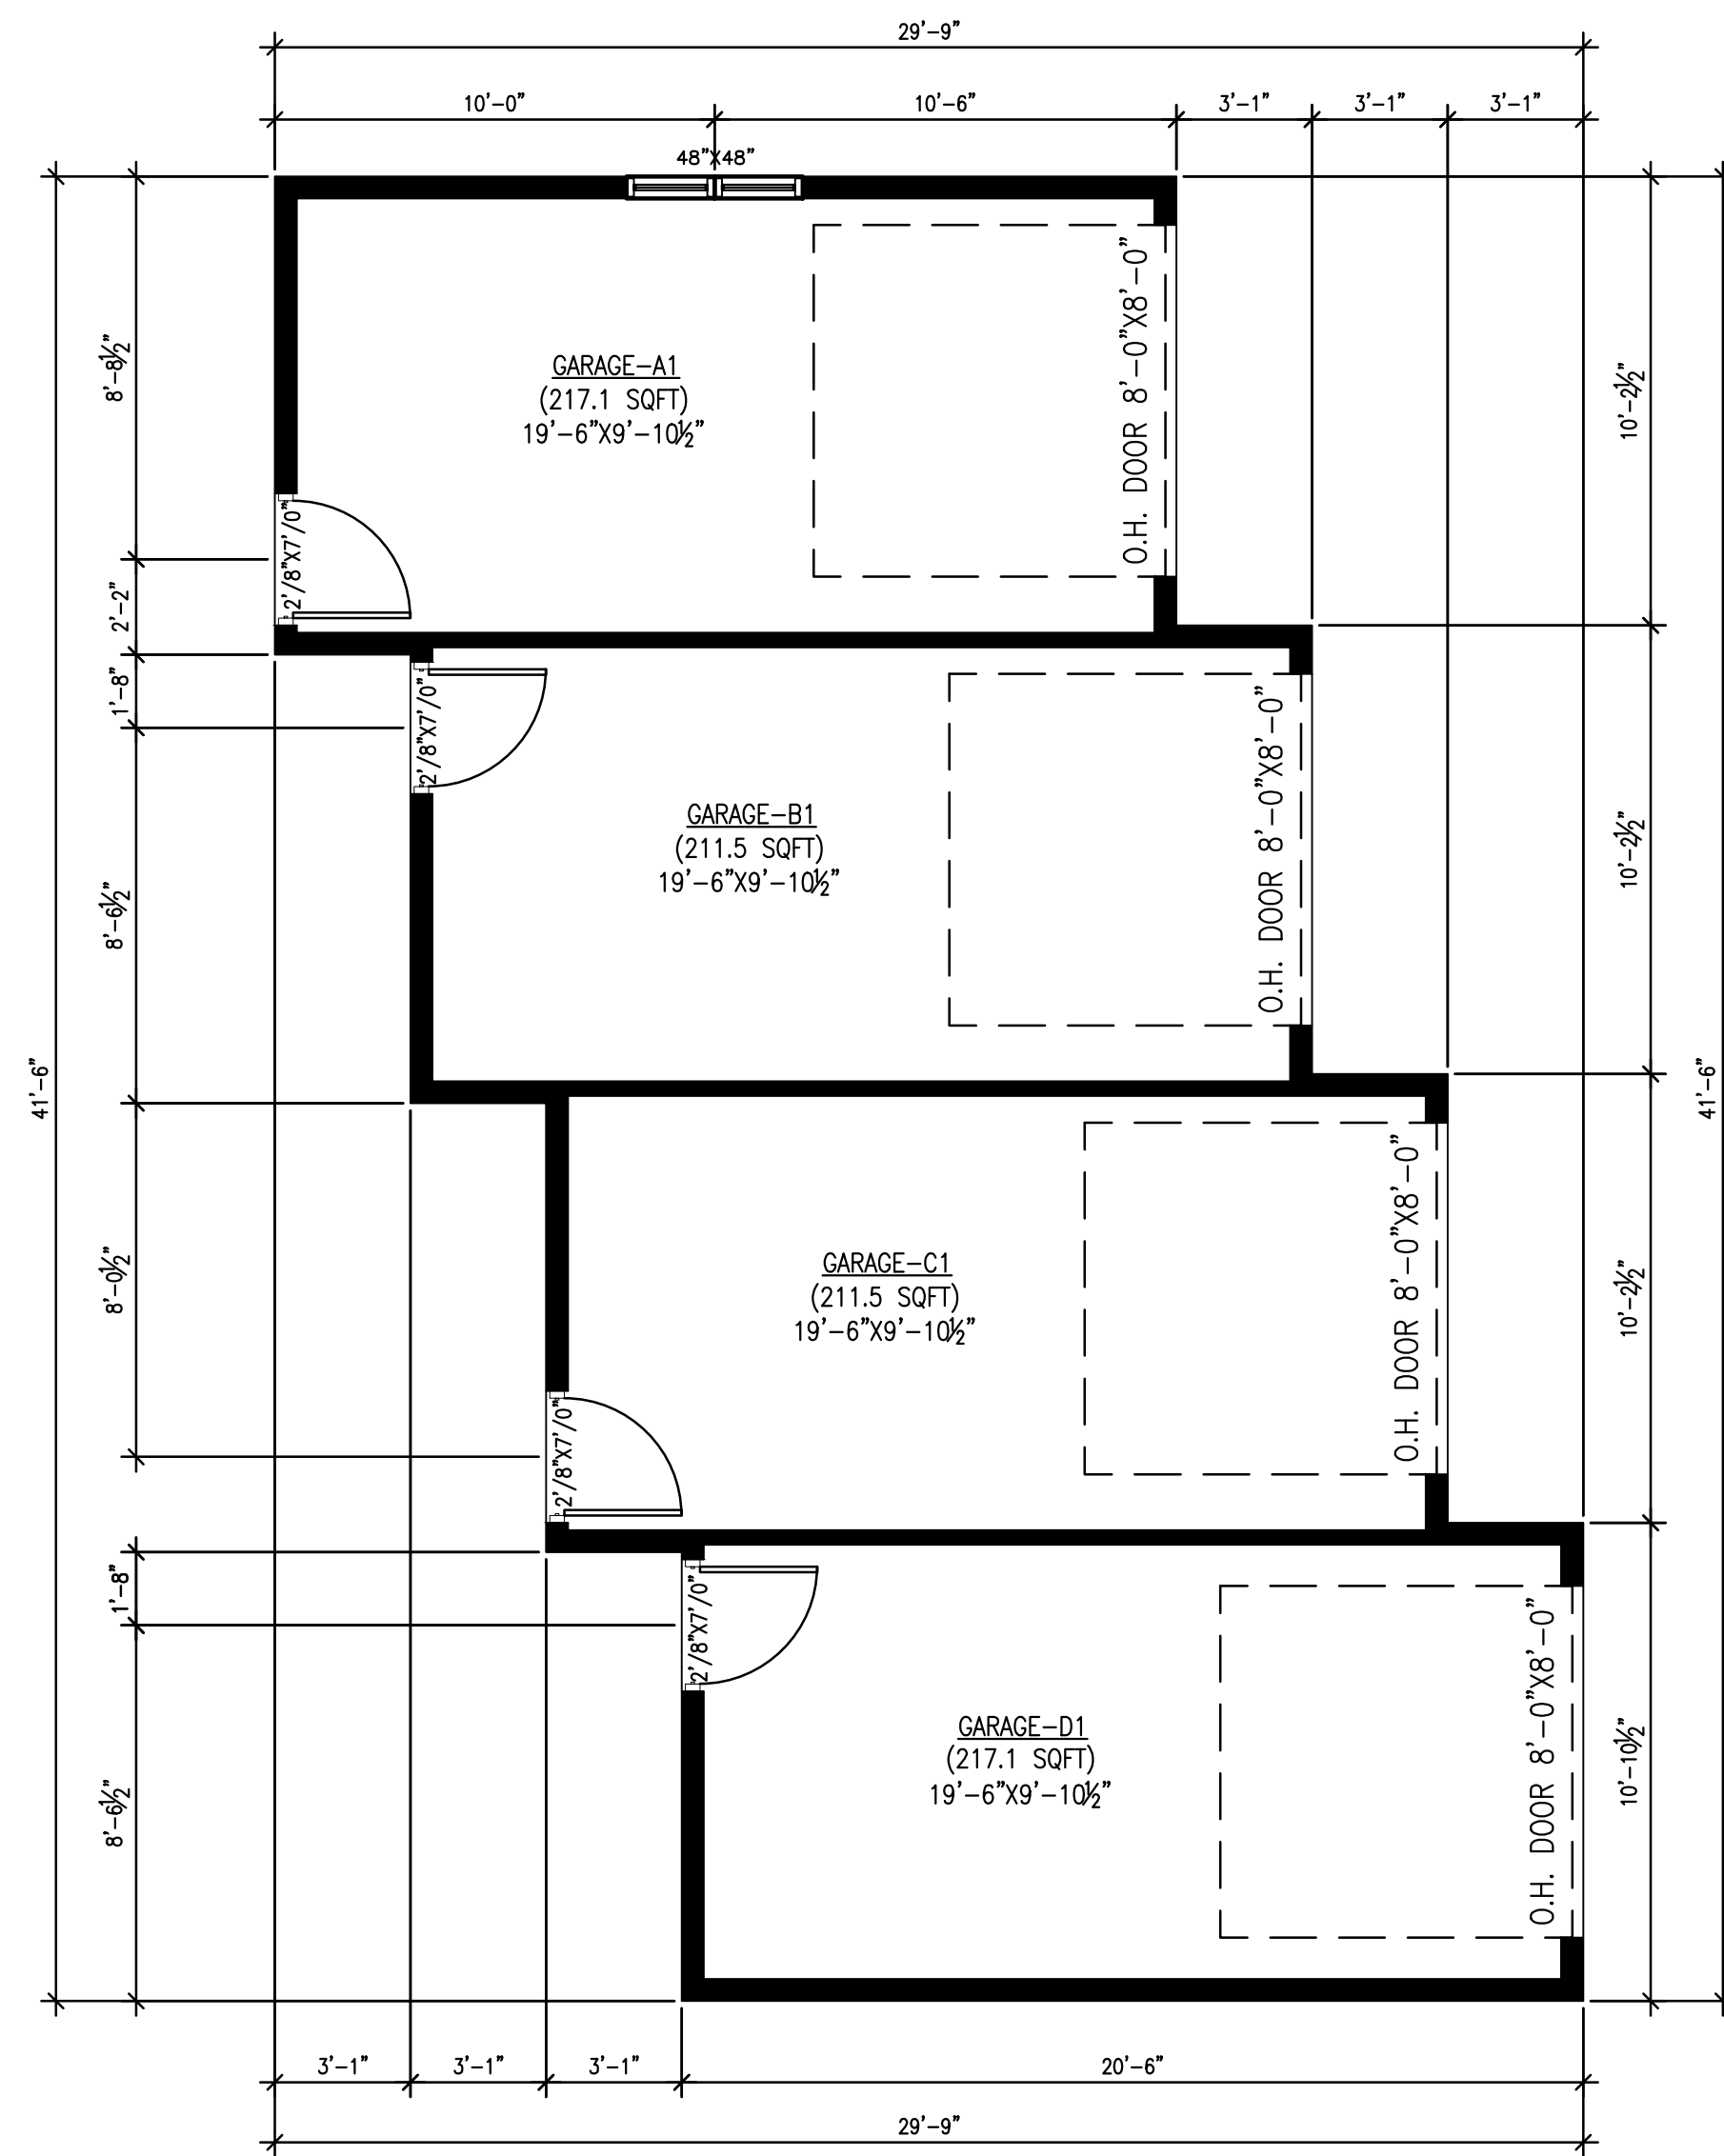 29'-9"
10'-0" 10'-6" 3'-1" 3'-1" 3'-1"
48"X48"
8'-8½"
2'-2"
1'-8"
8'-6½"
8'-0½"
1'-8"
8'-6½"
41'-6"
GARAGE-A1
(217.1 SQFT)
19'-6"X9'-10½"
2'/8"X7'/0"
O.H. DOOR 8'-0"X8'-0"
GARAGE-B1
(211.5 SQFT)
19'-6"X9'-10½"
2'/8"X7'/0"
O.H. DOOR 8'-0"X8'-0"
GARAGE-C1
(211.5 SQFT)
19'-6"X9'-10½"
2'/8"X7'/0"
O.H. DOOR 8'-0"X8'-0"
GARAGE-D1
(217.1 SQFT)
19'-6"X9'-10½"
2'/8"X7'/0"
O.H. DOOR 8'-0"X8'-0"
10'-2½"
10'-2½"
10'-2½"
10'-10½"
41'-6"
3'-1" 3'-1" 3'-1" 20'-6"
29'-9"